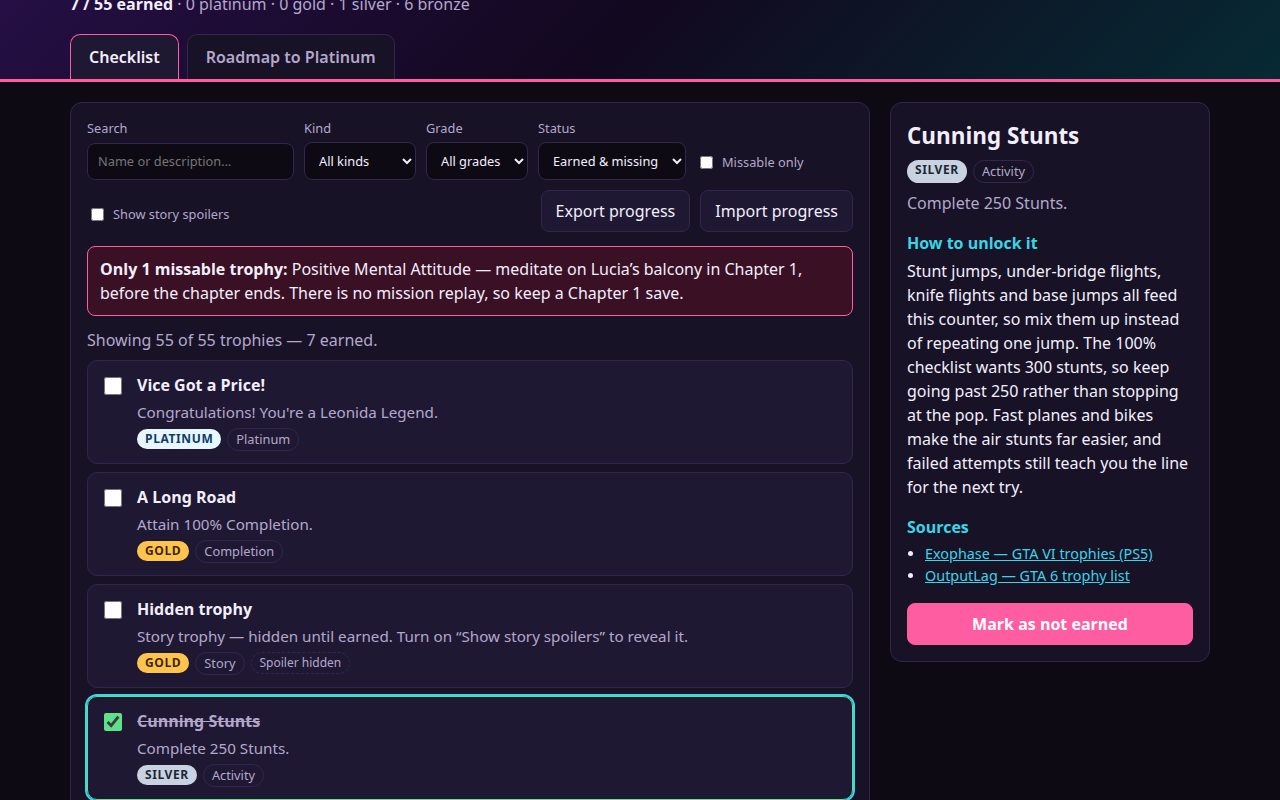 7 / 55 earned · 0 platinum · 0 gold · 1 silver · 6 bronze
Checklist
Roadmap to Platinum
Search
Kind
Grade
Status
Name or description...
All kinds
All grades
Earned & missing
Missable only
Show story spoilers
Export progress
Import progress
Only 1 missable trophy: Positive Mental Attitude — meditate on Lucia’s balcony in Chapter 1,
before the chapter ends. There is no mission replay, so keep a Chapter 1 save.
Showing 55 of 55 trophies — 7 earned.
Vice Got a Price!
Congratulations! You're a Leonida Legend.
PLATINUM
Platinum
A Long Road
Attain 100% Completion.
GOLD
Completion
Hidden trophy
Story trophy — hidden until earned. Turn on “Show story spoilers” to reveal it.
GOLD
Story
Spoiler hidden
Cunning Stunts
Complete 250 Stunts.
SILVER
Activity
Cunning Stunts
SILVER
Activity
Complete 250 Stunts.
How to unlock it
Stunt jumps, under-bridge flights,
knife flights and base jumps all feed
this counter, so mix them up instead
of repeating one jump. The 100%
checklist wants 300 stunts, so keep
going past 250 rather than stopping
at the pop. Fast planes and bikes
make the air stunts far easier, and
failed attempts still teach you the line
for the next try.
Sources
Exophase — GTA VI trophies (PS5)
OutputLag — GTA 6 trophy list
Mark as not earned